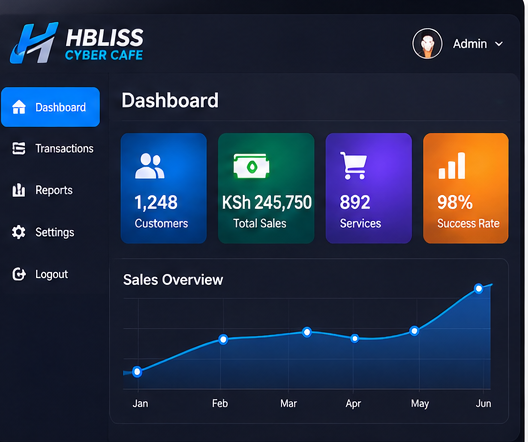 HBLISS
CYBER CAFE
Admin
Dashboard
Transactions
Reports
Settings
Logout
Dashboard
1,248
Customers
KSh 245,750
Total Sales
892
Services
98%
Success Rate
Sales Overview
Jan Feb Mar Apr May Jun